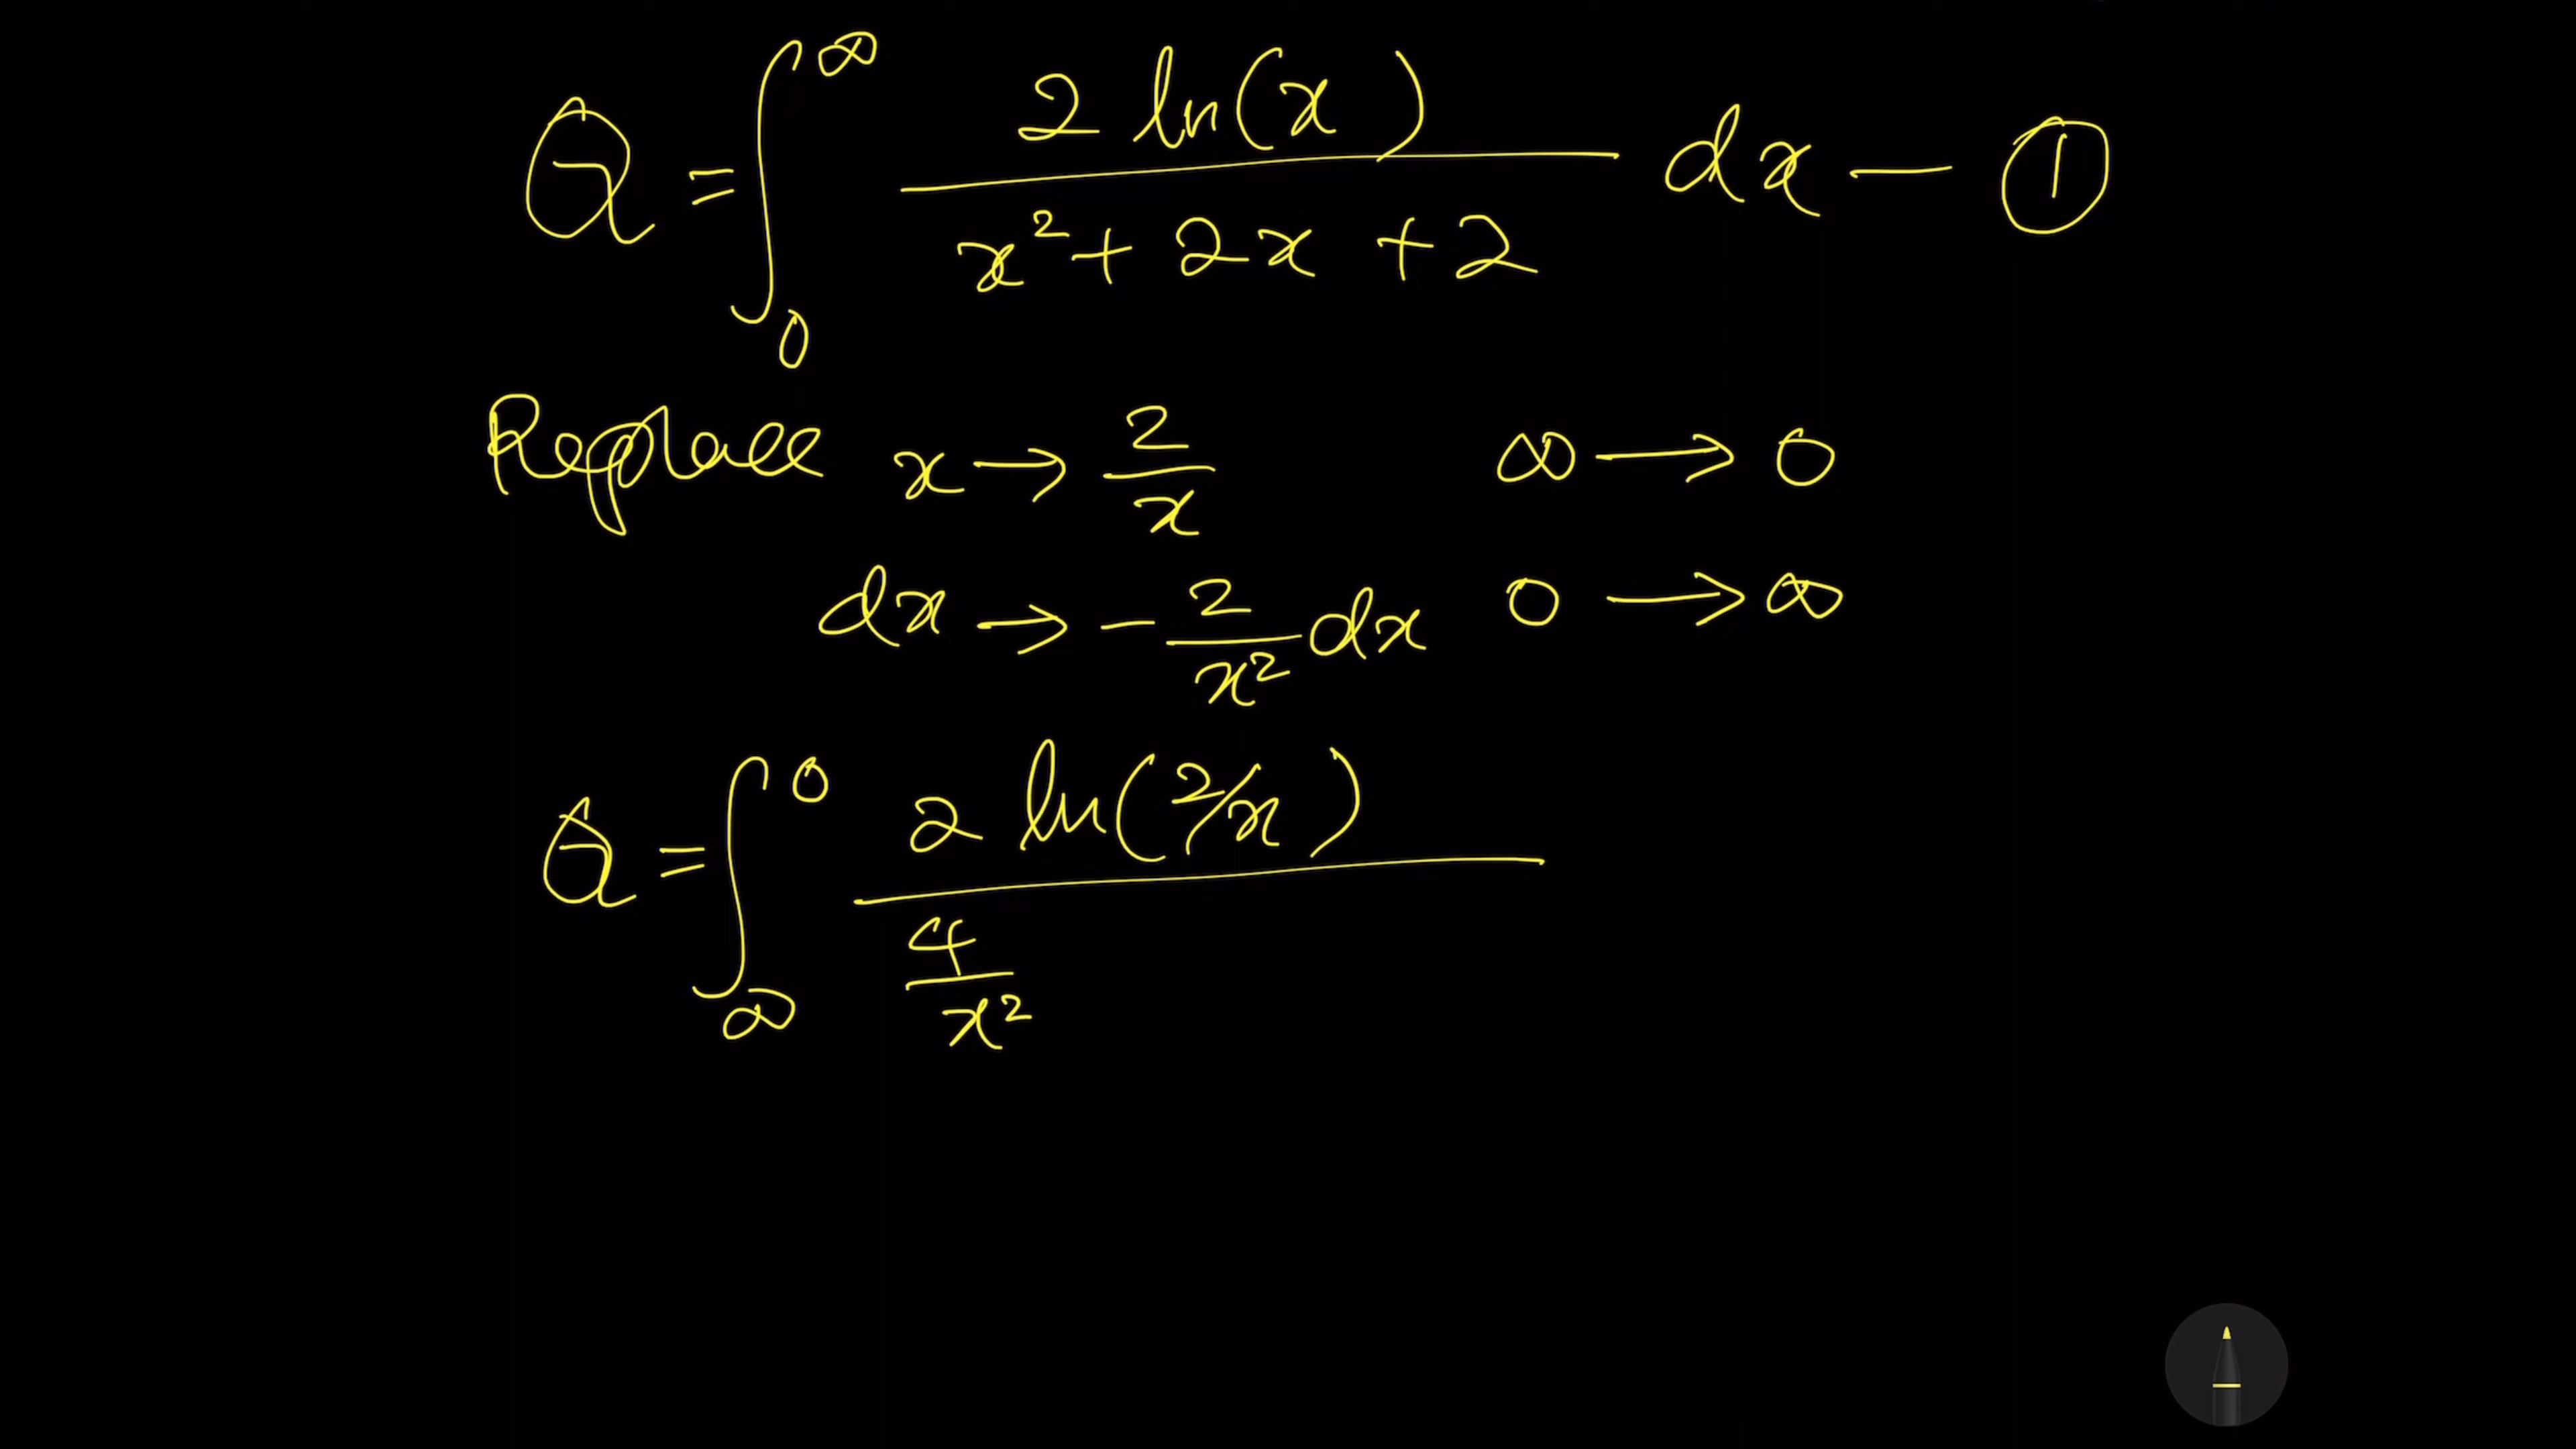 Q = ∫₀^∞ 2 ln(x) / (x² + 2x + 2) dx — ①
Replace x → 2/x    ∞ → 0
dx → -2/x² dx    0 → ∞
Q = ∫_∞^0 2 ln(2/x) / (4/x²)